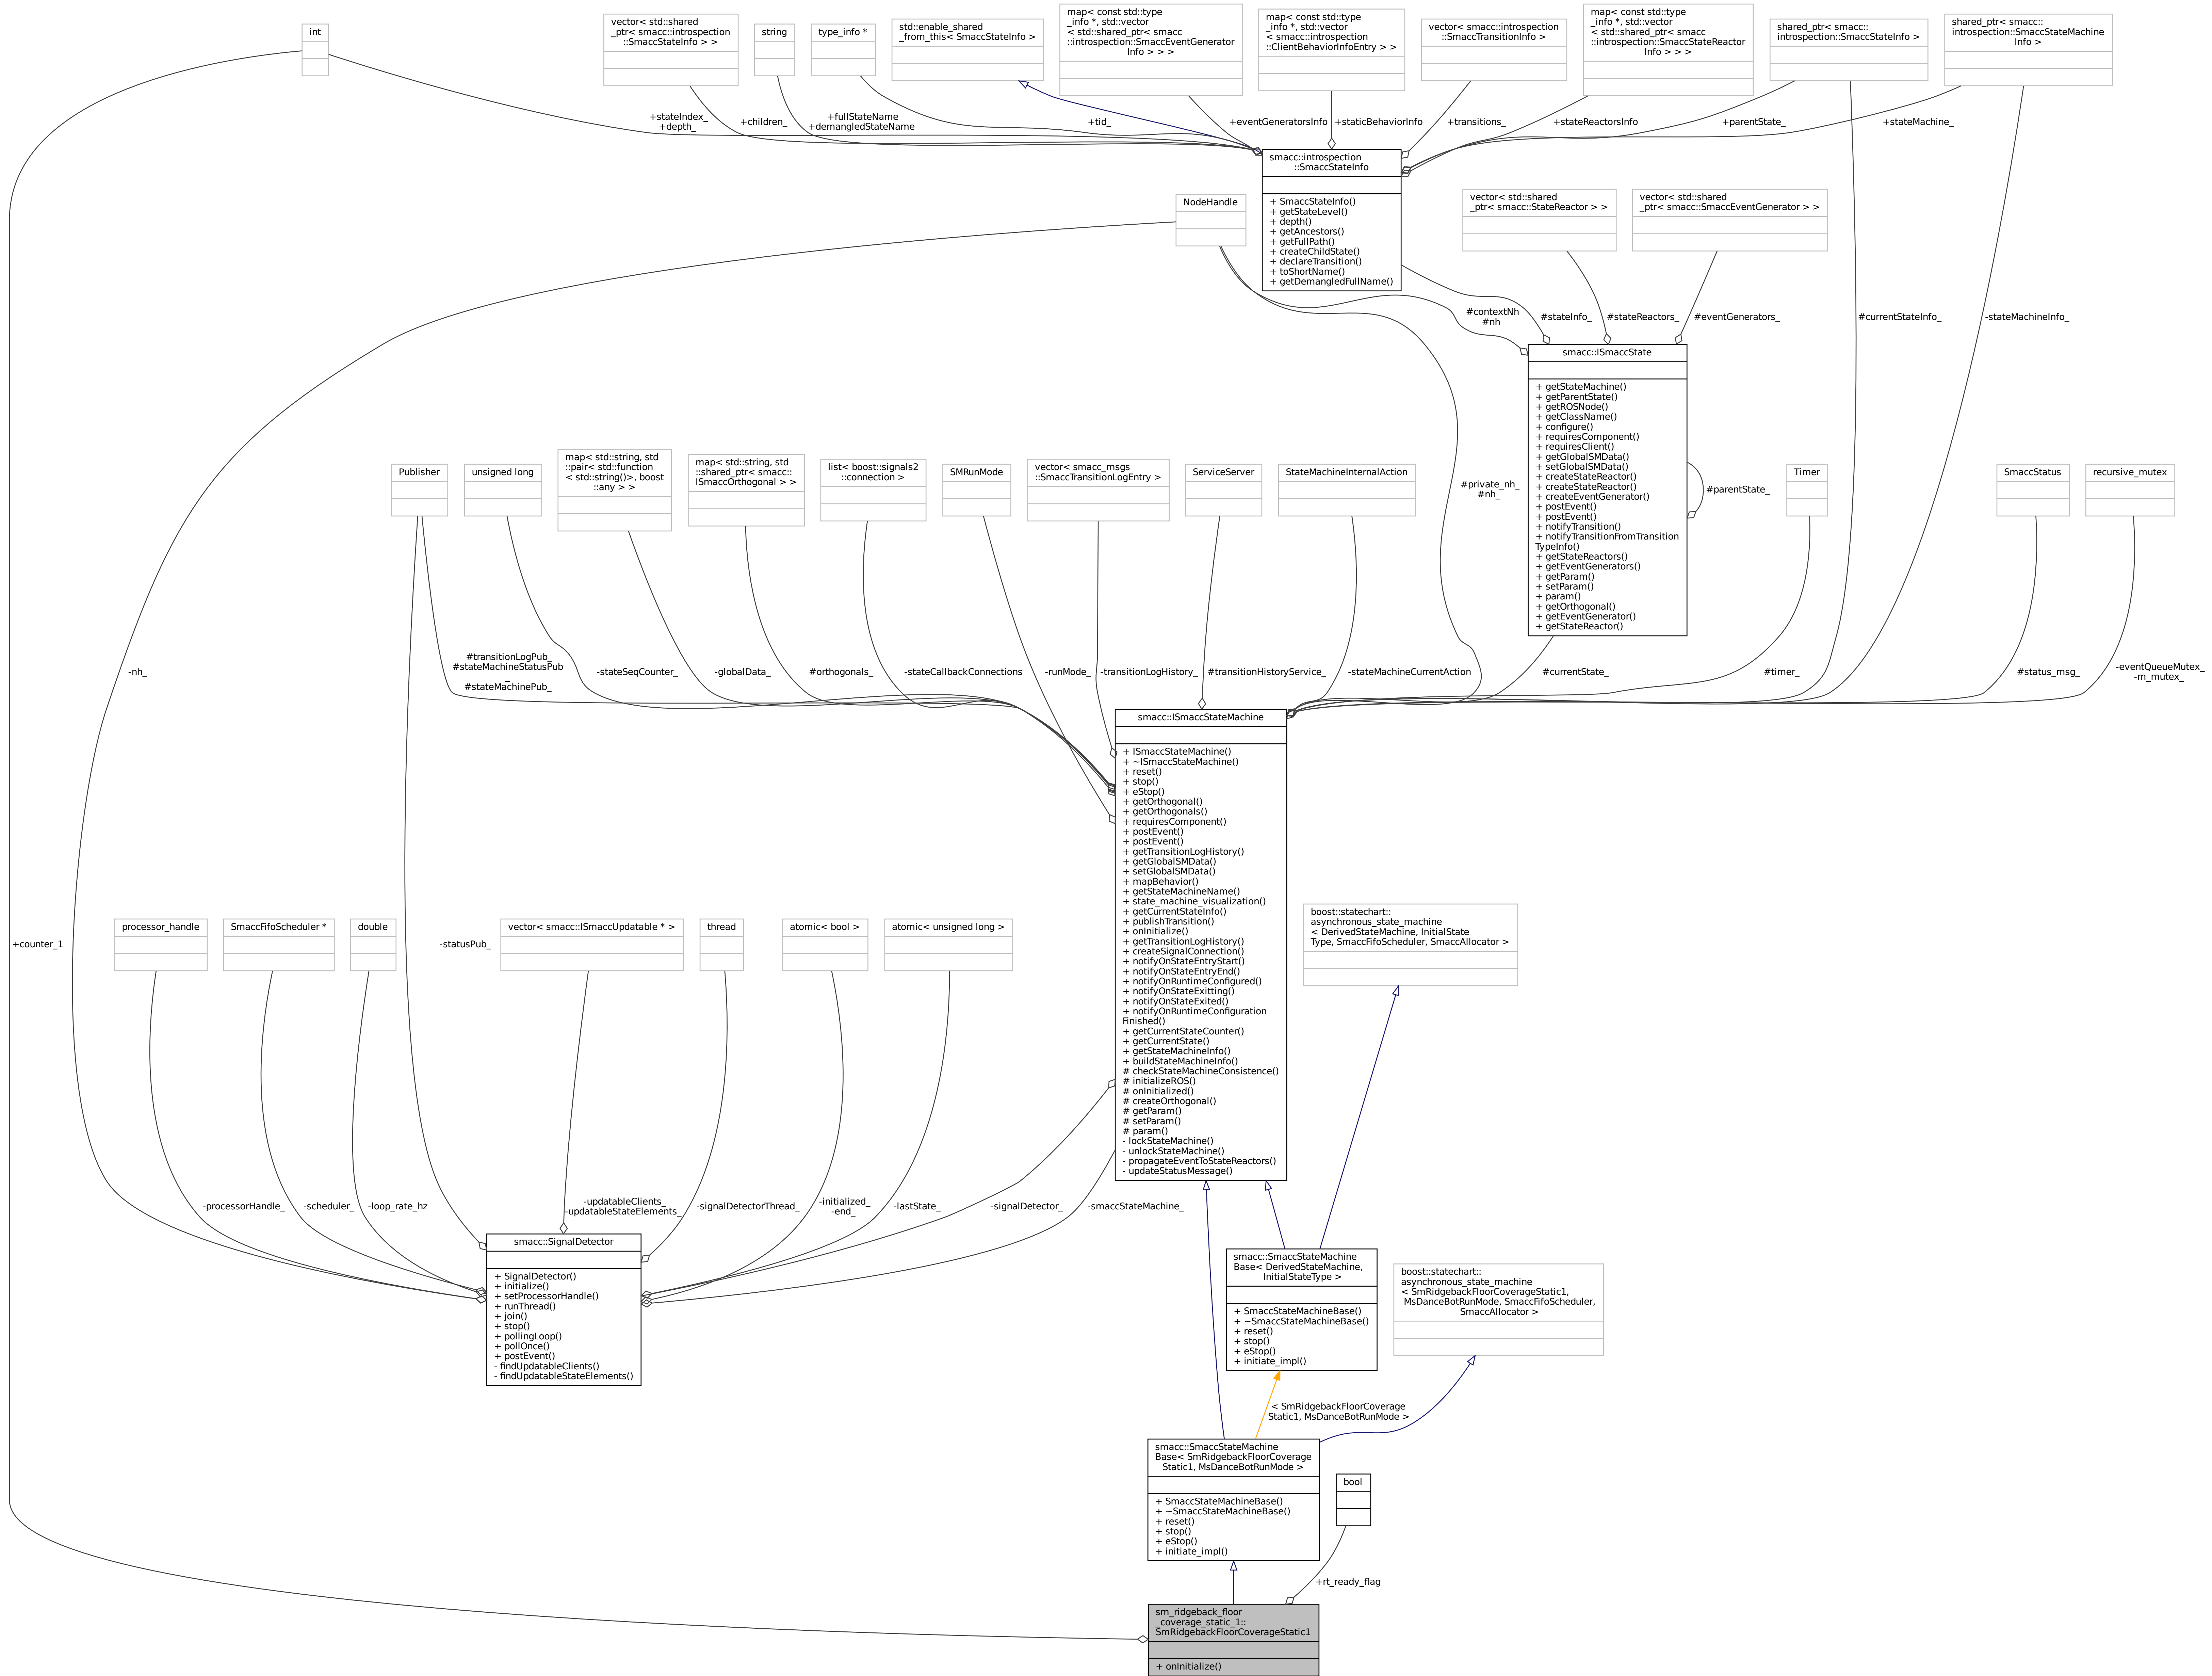 int
vector< std::shared
_ptr< smacc::introspection
::SmaccStateInfo > >
string
type_info *
std::enable_shared
_from_this< SmaccStateInfo >
map< const std::type
_info *, std::vector
< std::shared_ptr< smacc
::introspection::SmaccEventGenerator
Info > > >
map< const std::type
_info *, std::vector
< smacc::introspection
::ClientBehaviorInfoEntry > >
vector< smacc::introspection
::SmaccTransitionInfo >
map< const std::type
_info *, std::vector
< std::shared_ptr< smacc
::introspection::SmaccStateReactor
Info > > >
shared_ptr< smacc::
introspection::SmaccStateInfo >
shared_ptr< smacc::
introspection::SmaccStateMachine
Info >
+stateIndex_
+depth_
+children_
+fullStateName
+demangledStateName
+tid_
+eventGeneratorsInfo
+staticBehaviorInfo
+transitions_
+stateReactorsInfo
+parentState_
+stateMachine_
smacc::introspection
::SmaccStateInfo
+ SmaccStateInfo()
+ getStateLevel()
+ depth()
+ getAncestors()
+ getFullPath()
+ createChildState()
+ declareTransition()
+ toShortName()
+ getDemangledFullName()
NodeHandle
vector< std::shared
_ptr< smacc::StateReactor > >
vector< std::shared
_ptr< smacc::SmaccEventGenerator > >
#contextNh
#nh
#stateInfo_
#stateReactors_
#eventGenerators_
#currentStateInfo_
-stateMachineInfo_
smacc::ISmaccState
+ getStateMachine()
+ getParentState()
+ getROSNode()
+ getClassName()
+ configure()
+ requiresComponent()
+ requiresClient()
+ getGlobalSMData()
+ setGlobalSMData()
+ createStateReactor()
+ createStateReactor()
+ createEventGenerator()
+ postEvent()
+ postEvent()
+ notifyTransition()
+ notifyTransitionFromTransition
TypeInfo()
+ getStateReactors()
+ getEventGenerators()
+ getParam()
+ setParam()
+ param()
+ getOrthogonal()
+ getEventGenerator()
+ getStateReactor()
#parentState_
Publisher
unsigned long
map< std::string, std
::pair< std::function
< std::string()>, boost
::any > >
map< std::string, std
::shared_ptr< smacc::
ISmaccOrthogonal > >
list< boost::signals2
::connection >
SMRunMode
vector< smacc_msgs
::SmaccTransitionLogEntry >
ServiceServer
StateMachineInternalAction
#private_nh_
#nh_
Timer
SmaccStatus
recursive_mutex
-nh_
#transitionLogPub_
#stateMachineStatusPub
_
#stateMachinePub_
-stateSeqCounter_
-globalData_
#orthogonals_
-stateCallbackConnections
-runMode_
-transitionLogHistory_
#transitionHistoryService_
-stateMachineCurrentAction
#currentState_
#timer_
#status_msg_
-eventQueueMutex_
-m_mutex_
smacc::ISmaccStateMachine
+ ISmaccStateMachine()
+ ~ISmaccStateMachine()
+ reset()
+ stop()
+ eStop()
+ getOrthogonal()
+ getOrthogonals()
+ requiresComponent()
+ postEvent()
+ postEvent()
+ getTransitionLogHistory()
+ getGlobalSMData()
+ setGlobalSMData()
+ mapBehavior()
+ getStateMachineName()
+ state_machine_visualization()
+ getCurrentStateInfo()
+ publishTransition()
+ onInitialize()
+ getTransitionLogHistory()
+ createSignalConnection()
+ notifyOnStateEntryStart()
+ notifyOnStateEntryEnd()
+ notifyOnRuntimeConfigured()
+ notifyOnStateExitting()
+ notifyOnStateExited()
+ notifyOnRuntimeConfiguration
Finished()
+ getCurrentStateCounter()
+ getCurrentState()
+ getStateMachineInfo()
+ buildStateMachineInfo()
# checkStateMachineConsistence()
# initializeROS()
# onInitialized()
# createOrthogonal()
# getParam()
# setParam()
# param()
- lockStateMachine()
- unlockStateMachine()
- propagateEventToStateReactors()
- updateStatusMessage()
+counter_1
processor_handle
SmaccFifoScheduler *
double
-statusPub_
vector< smacc::ISmaccUpdatable * >
thread
atomic< bool >
atomic< unsigned long >
boost::statechart::
asynchronous_state_machine
< DerivedStateMachine, InitialState
Type, SmaccFifoScheduler, SmaccAllocator >
-processorHandle_
-scheduler_
-loop_rate_hz
-updatableClients_
-updatableStateElements_
-signalDetectorThread_
-initialized_
-end_
-lastState_
-signalDetector_
-smaccStateMachine_
smacc::SignalDetector
+ SignalDetector()
+ initialize()
+ setProcessorHandle()
+ runThread()
+ join()
+ stop()
+ pollingLoop()
+ pollOnce()
+ postEvent()
- findUpdatableClients()
- findUpdatableStateElements()
smacc::SmaccStateMachine
Base< DerivedStateMachine,
InitialStateType >
+ SmaccStateMachineBase()
+ ~SmaccStateMachineBase()
+ reset()
+ stop()
+ eStop()
+ initiate_impl()
boost::statechart::
asynchronous_state_machine
< SmRidgebackFloorCoverageStatic1,
MsDanceBotRunMode, SmaccFifoScheduler,
SmaccAllocator >
< SmRidgebackFloorCoverage
Static1, MsDanceBotRunMode >
smacc::SmaccStateMachine
Base< SmRidgebackFloorCoverage
Static1, MsDanceBotRunMode >
+ SmaccStateMachineBase()
+ ~SmaccStateMachineBase()
+ reset()
+ stop()
+ eStop()
+ initiate_impl()
bool
+rt_ready_flag
sm_ridgeback_floor
_coverage_static_1::
SmRidgebackFloorCoverageStatic1
+ onInitialize()